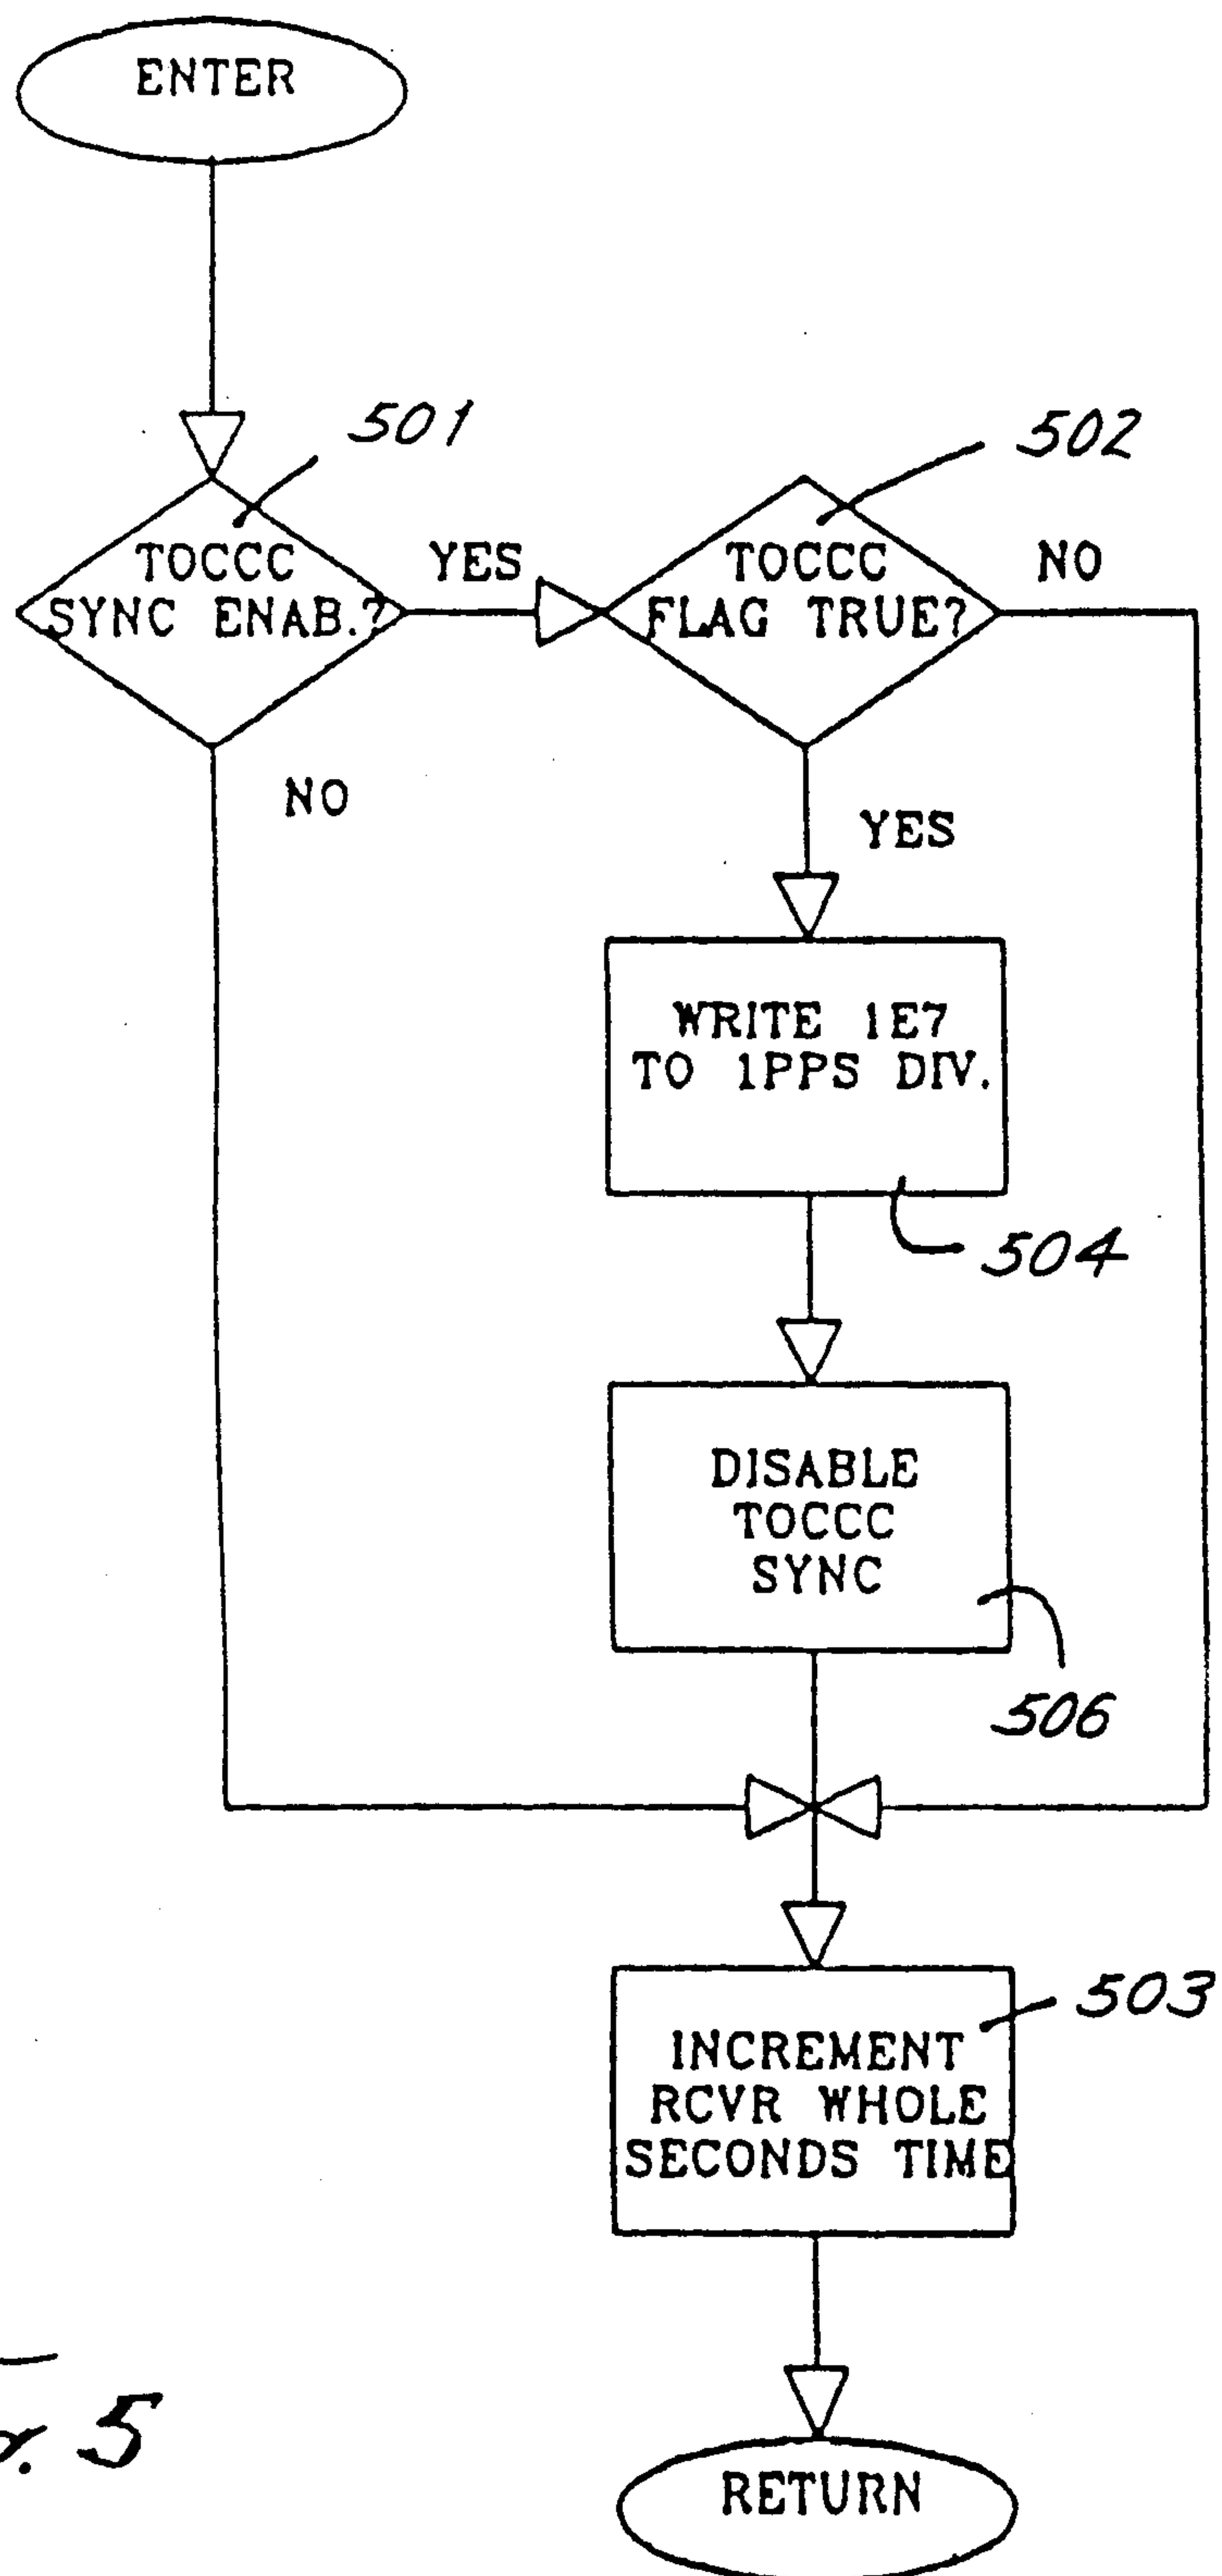 ENTER
501
502
TOCCC
SYNC ENAB.?
YES
TOCCC
FLAG TRUE?
NO
NO
YES
WRITE 1E7
TO 1PPS DIV.
504
DISABLE
TOCCC
SYNC
506
503
INCREMENT
RCVR WHOLE
SECONDS TIME
5
RETURN